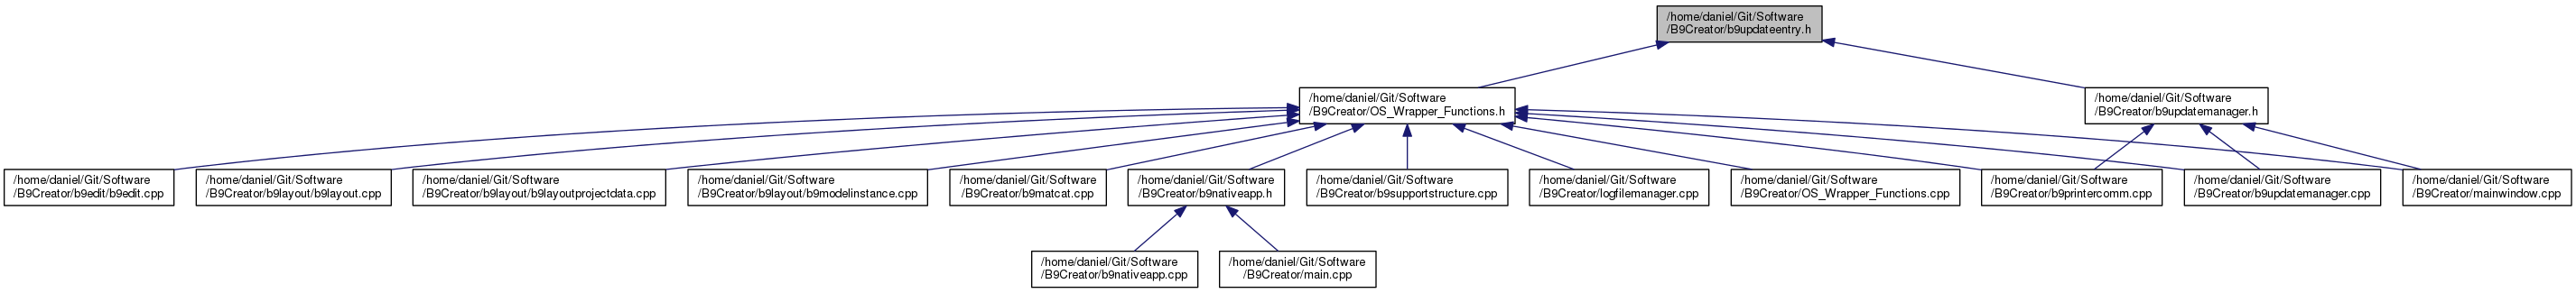 /home/daniel/Git/Software
/B9Creator/b9updateentry.h
/home/daniel/Git/Software
/B9Creator/OS_Wrapper_Functions.h
/home/daniel/Git/Software
/B9Creator/b9updatemanager.h
/home/daniel/Git/Software
/B9Creator/b9edit/b9edit.cpp
/home/daniel/Git/Software
/B9Creator/b9layout/b9layout.cpp
/home/daniel/Git/Software
/B9Creator/b9layout/b9layoutprojectdata.cpp
/home/daniel/Git/Software
/B9Creator/b9layout/b9modelinstance.cpp
/home/daniel/Git/Software
/B9Creator/b9matcat.cpp
/home/daniel/Git/Software
/B9Creator/b9nativeapp.h
/home/daniel/Git/Software
/B9Creator/b9supportstructure.cpp
/home/daniel/Git/Software
/B9Creator/logfilemanager.cpp
/home/daniel/Git/Software
/B9Creator/OS_Wrapper_Functions.cpp
/home/daniel/Git/Software
/B9Creator/b9printercomm.cpp
/home/daniel/Git/Software
/B9Creator/b9updatemanager.cpp
/home/daniel/Git/Software
/B9Creator/mainwindow.cpp
/home/daniel/Git/Software
/B9Creator/b9nativeapp.cpp
/home/daniel/Git/Software
/B9Creator/main.cpp